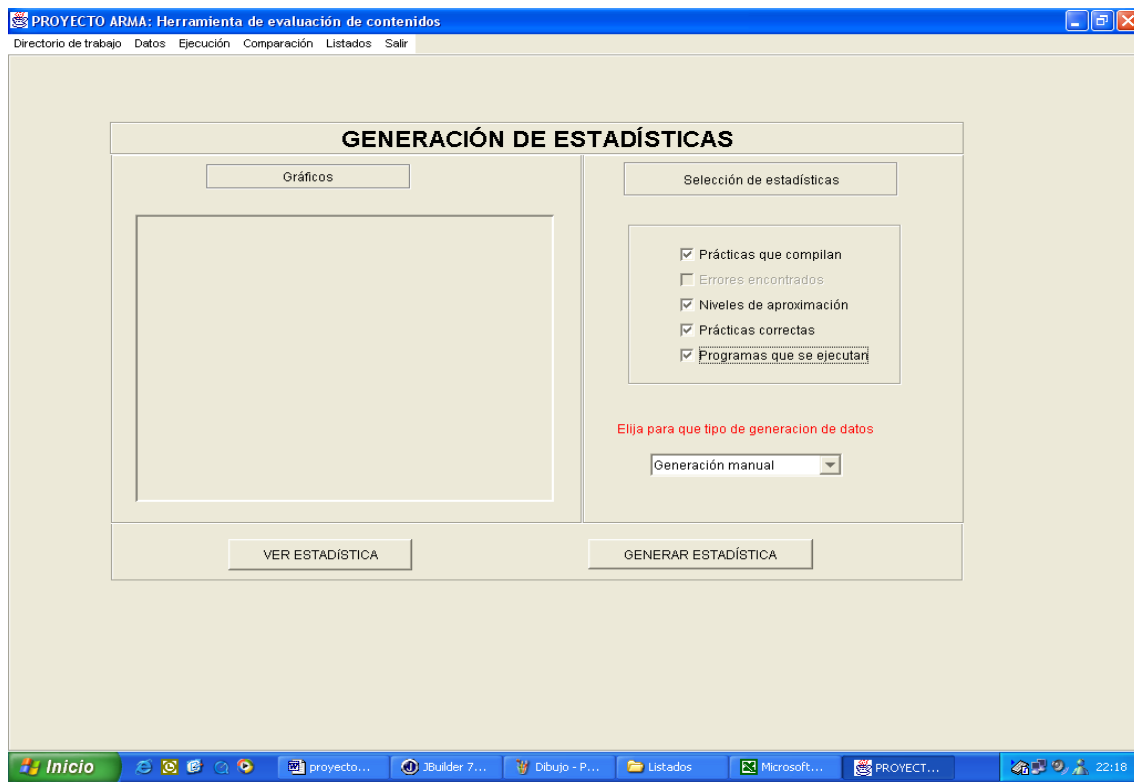 PROYECTO ARMA: Herramienta de evaluación de contenidos
Directorio de trabajo Datos Ejecución Comparación Listados Salir
GENERACIÓN DE ESTADÍSTICAS
Gráficos
Selección de estadísticas
Prácticas que compilan
Errores encontrados
Niveles de aproximación
Prácticas correctas
Programas que se ejecutan
Elija para que tipo de generacion de datos
Generación manual
VER ESTADÍSTICA
GENERAR ESTADÍSTICA
Inicio
proyecto...
JBuilder 7...
Dibujo - P...
Listados
Microsoft...
PROYECT...
22:18